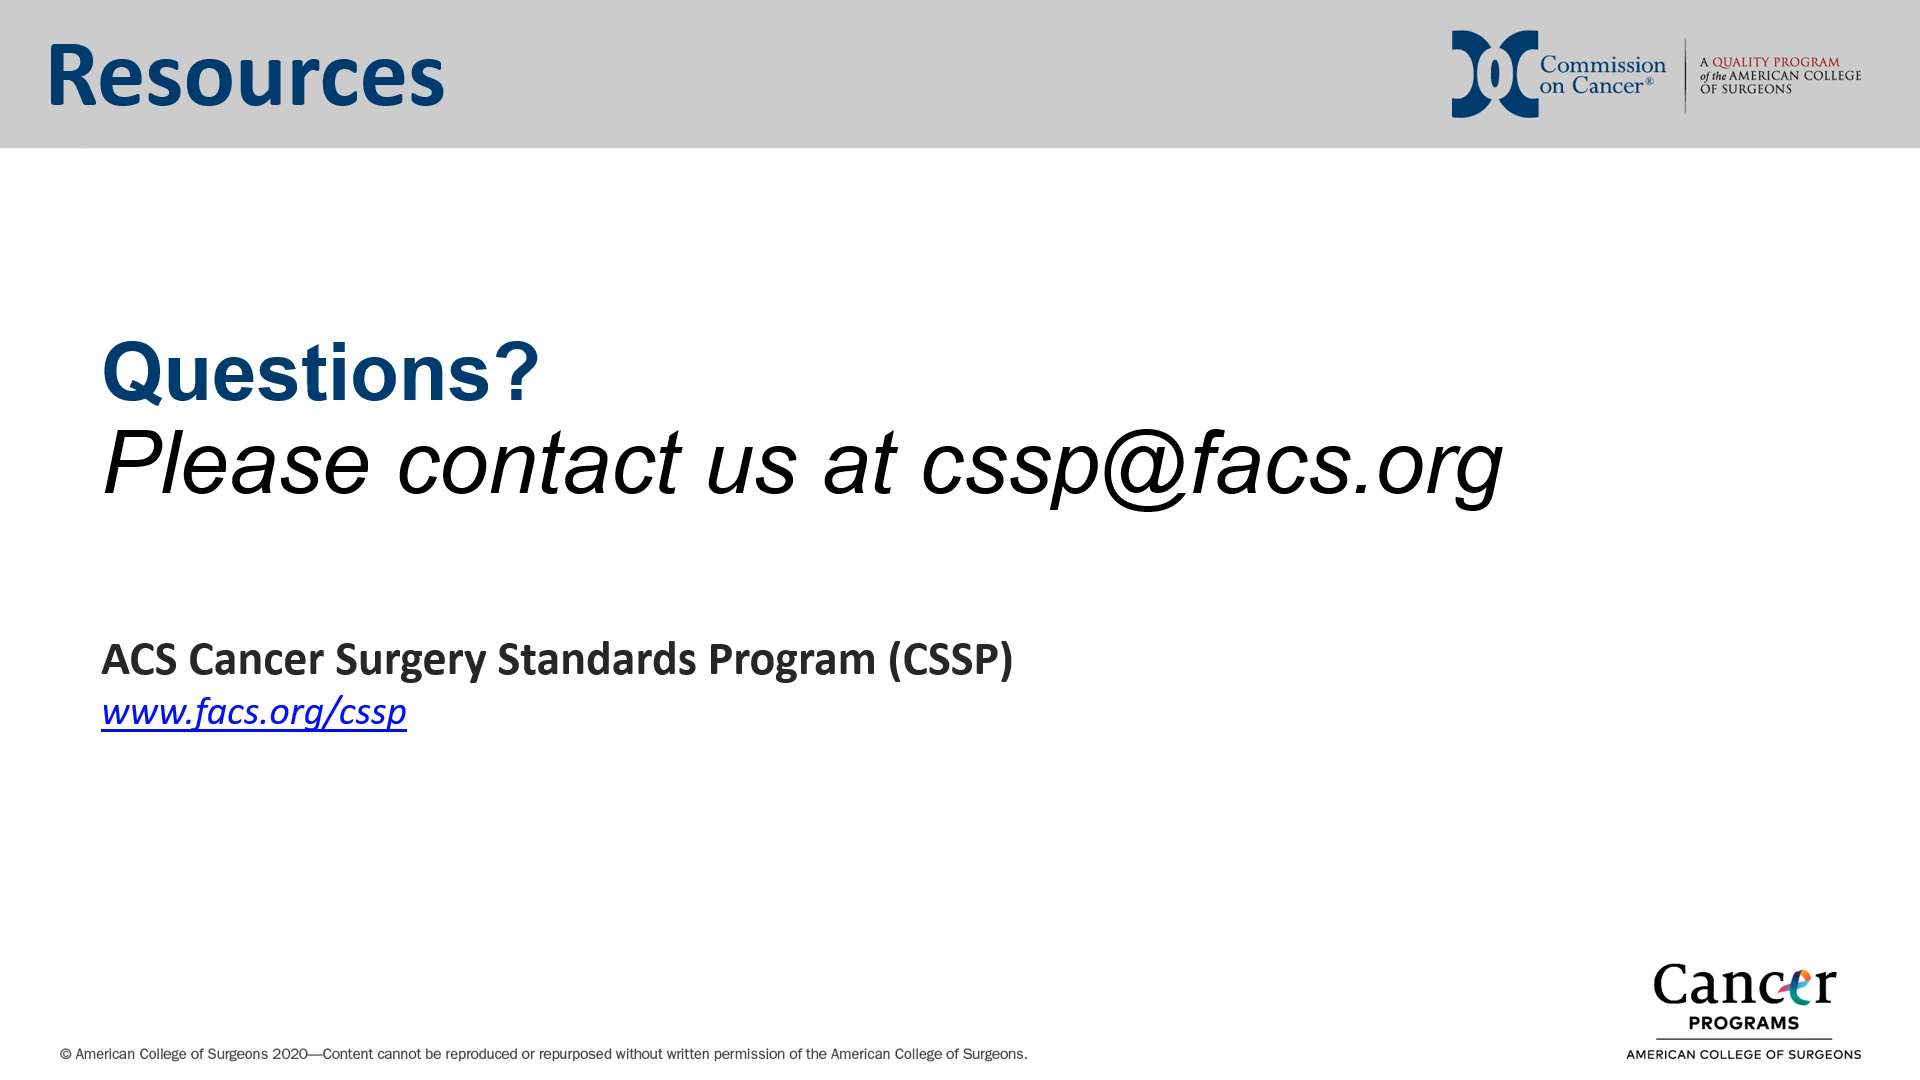 Resources
Commission
on Cancer®
A QUALITY PROGRAM
of the AMERICAN COLLEGE
OF SURGEONS
Questions?
Please contact us at cssp@facs.org
ACS Cancer Surgery Standards Program (CSSP)
www.facs.org/cssp
Cancer
PROGRAMS
AMERICAN COLLEGE OF SURGEONS
© American College of Surgeons 2020—Content cannot be reproduced or repurposed without written permission of the American College of Surgeons.